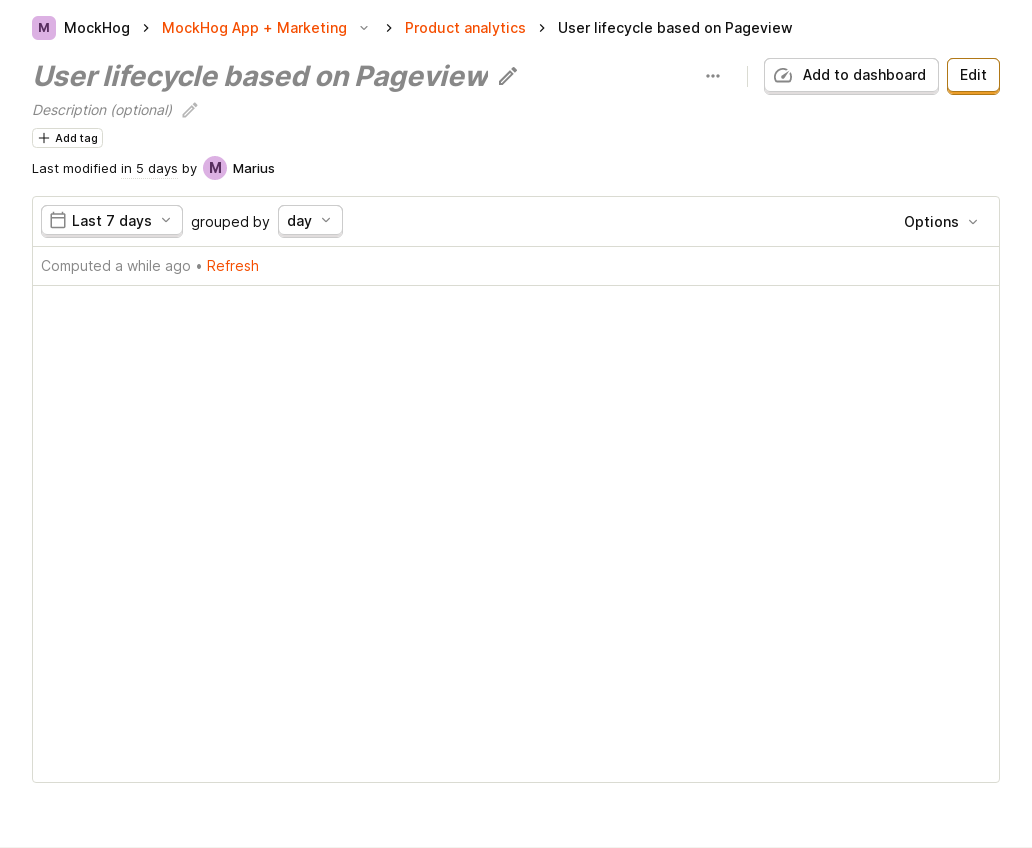 M MockHog > MockHog App + Marketing > Product analytics > User lifecycle based on Pageview
User lifecycle based on Pageview
Add to dashboard
Edit
Description (optional)
+ Add tag
Last modified in 5 days by M Marius
Last 7 days grouped by day
Options
Computed a while ago • Refresh